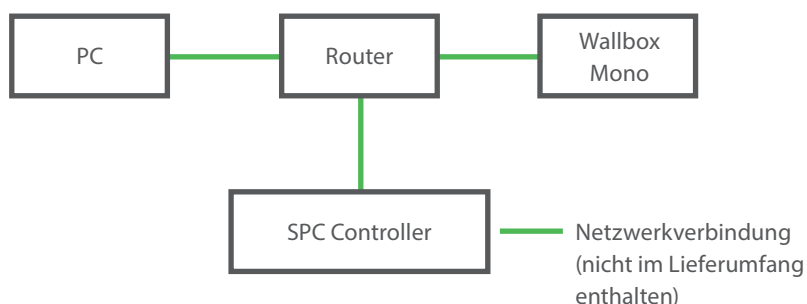 PC
Router
Wallbox
Mono
SPC Controller
Netzwerkverbindung
(nicht im Lieferumfang
enthalten)